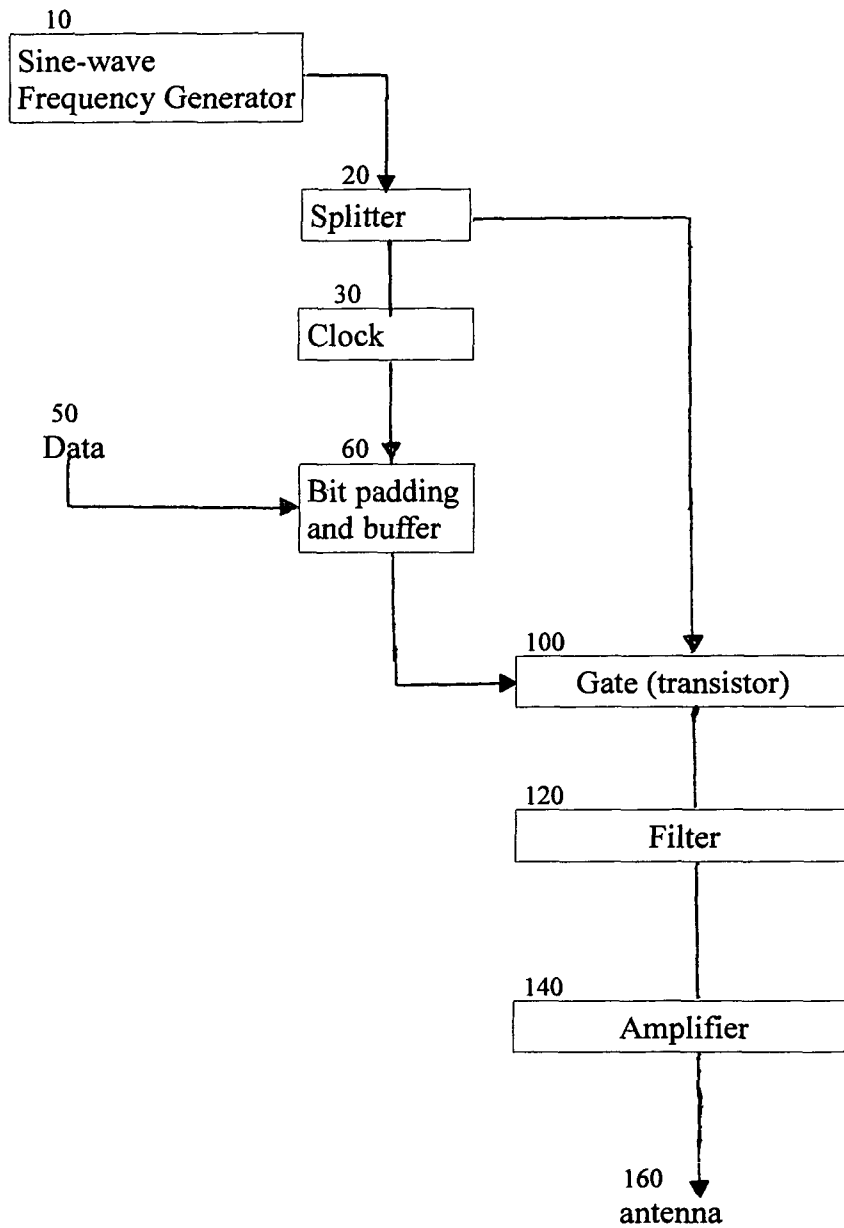 10
Sine-wave
Frequency Generator
20
Splitter
30
Clock
50
Data
60
Bit padding
and buffer
100
Gate (transistor)
120
Filter
140
Amplifier
160
antenna